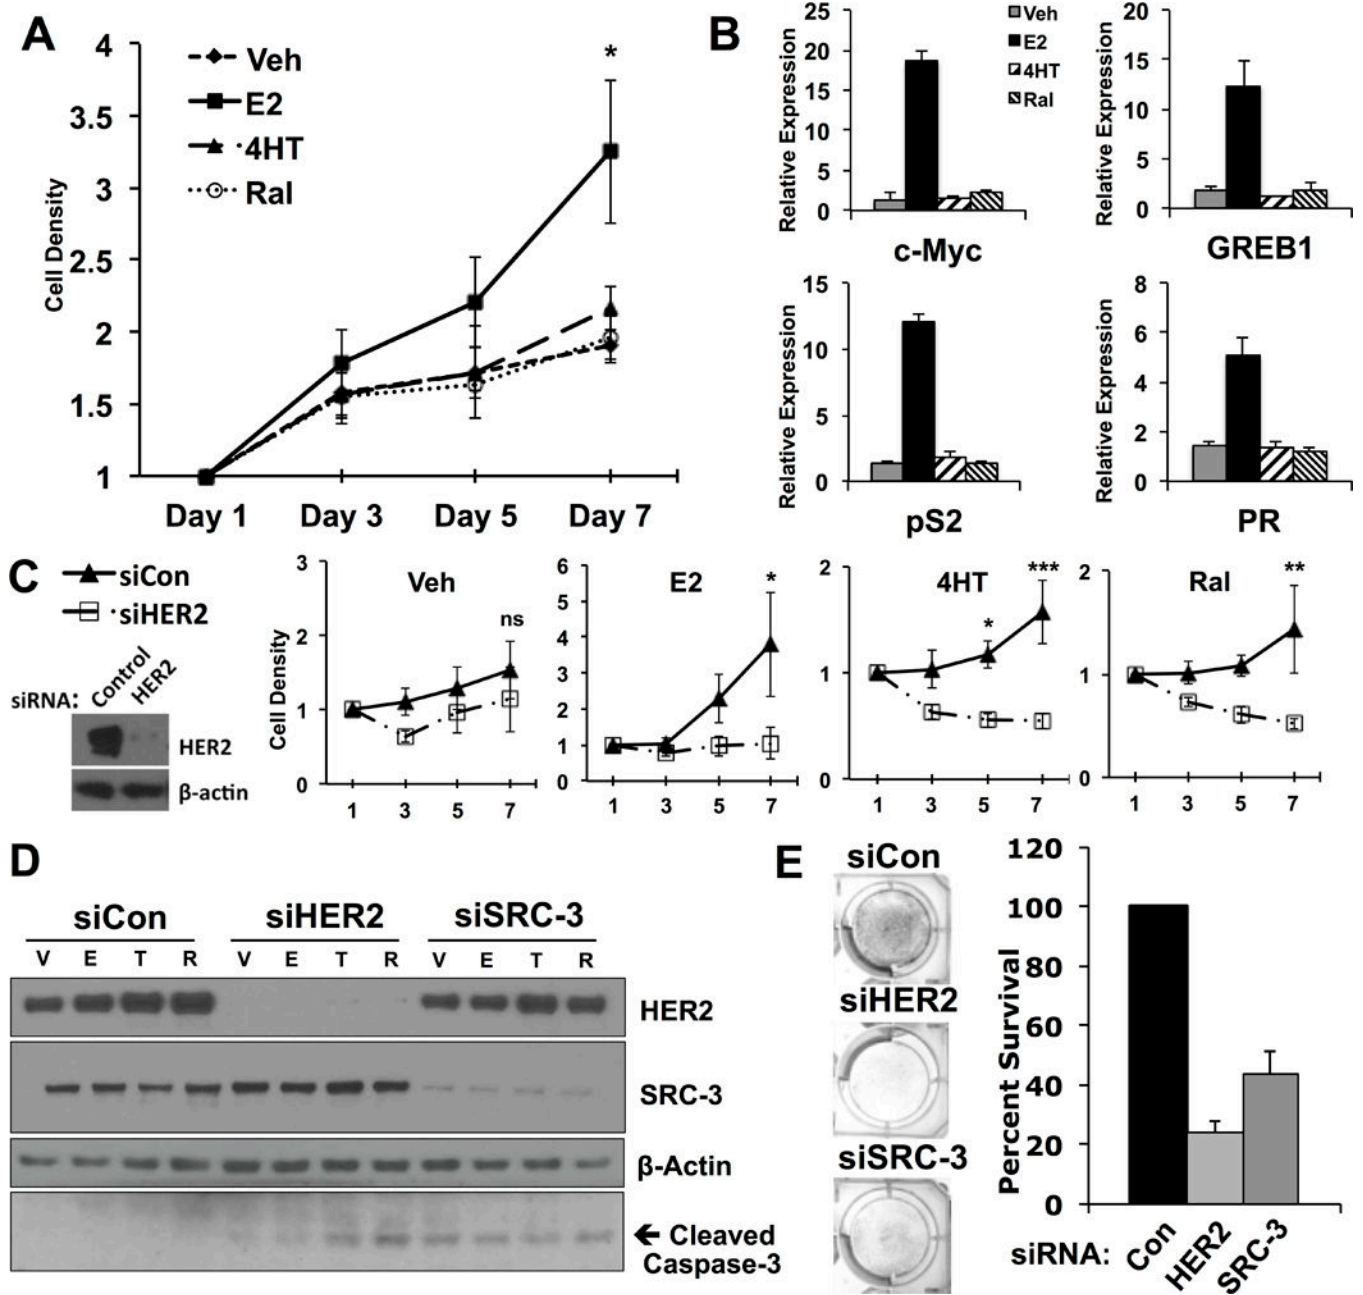 A
4
3.5
3
2.5
2
1.5
1
Cell Density
Veh
E2
4HT
Ral
*
Day 1 Day 3 Day 5 Day 7
B
Veh
E2
4HT
Ral
Relative Expression
25
20
15
10
5
0
c-Myc
Relative Expression
20
15
10
5
0
GREB1
Relative Expression
15
10
5
0
pS2
Relative Expression
8
6
4
2
0
PR
C
siCon
siHER2
siRNA: Control HER2
HER2
β-actin
Cell Density
3
2
1
0
Veh
ns
1 3 5 7
6
5
4
3
2
1
0
E2
*
1 3 5 7
2
1
0
4HT
*
***
1 3 5 7
2
1
0
Ral
**
1 3 5 7
D
siCon siHER2 siSRC-3
V E T R V E T R V E T R
HER2
SRC-3
β-Actin
← Cleaved
Caspase-3
E
siCon
siHER2
siSRC-3
Percent Survival
120
100
80
60
40
20
0
siRNA: Con HER2 SRC-3